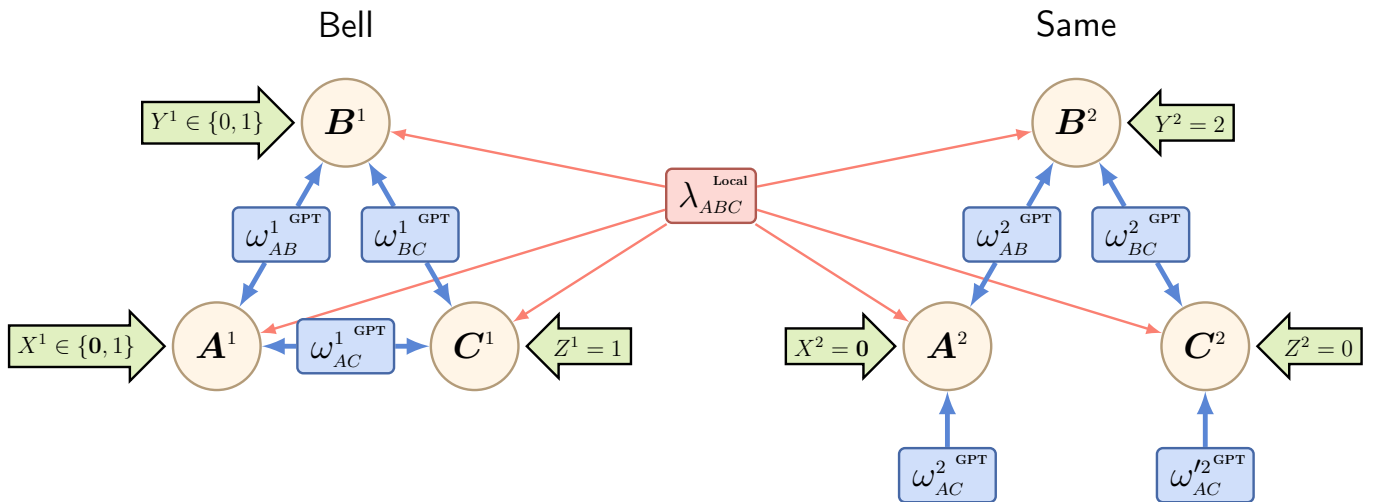 Bell
Same
Y¹ ∈ {0, 1}
B¹
B²
Y² = 2
λ_ABC^Local
ω¹_AB^GPT
ω¹_BC^GPT
ω²_AB^GPT
ω²_BC^GPT
X¹ ∈ {0, 1}
A¹
ω¹_AC^GPT
C¹
Z¹ = 1
X² = 0
A²
C²
Z² = 0
ω²_AC^GPT
ω′²_AC^GPT